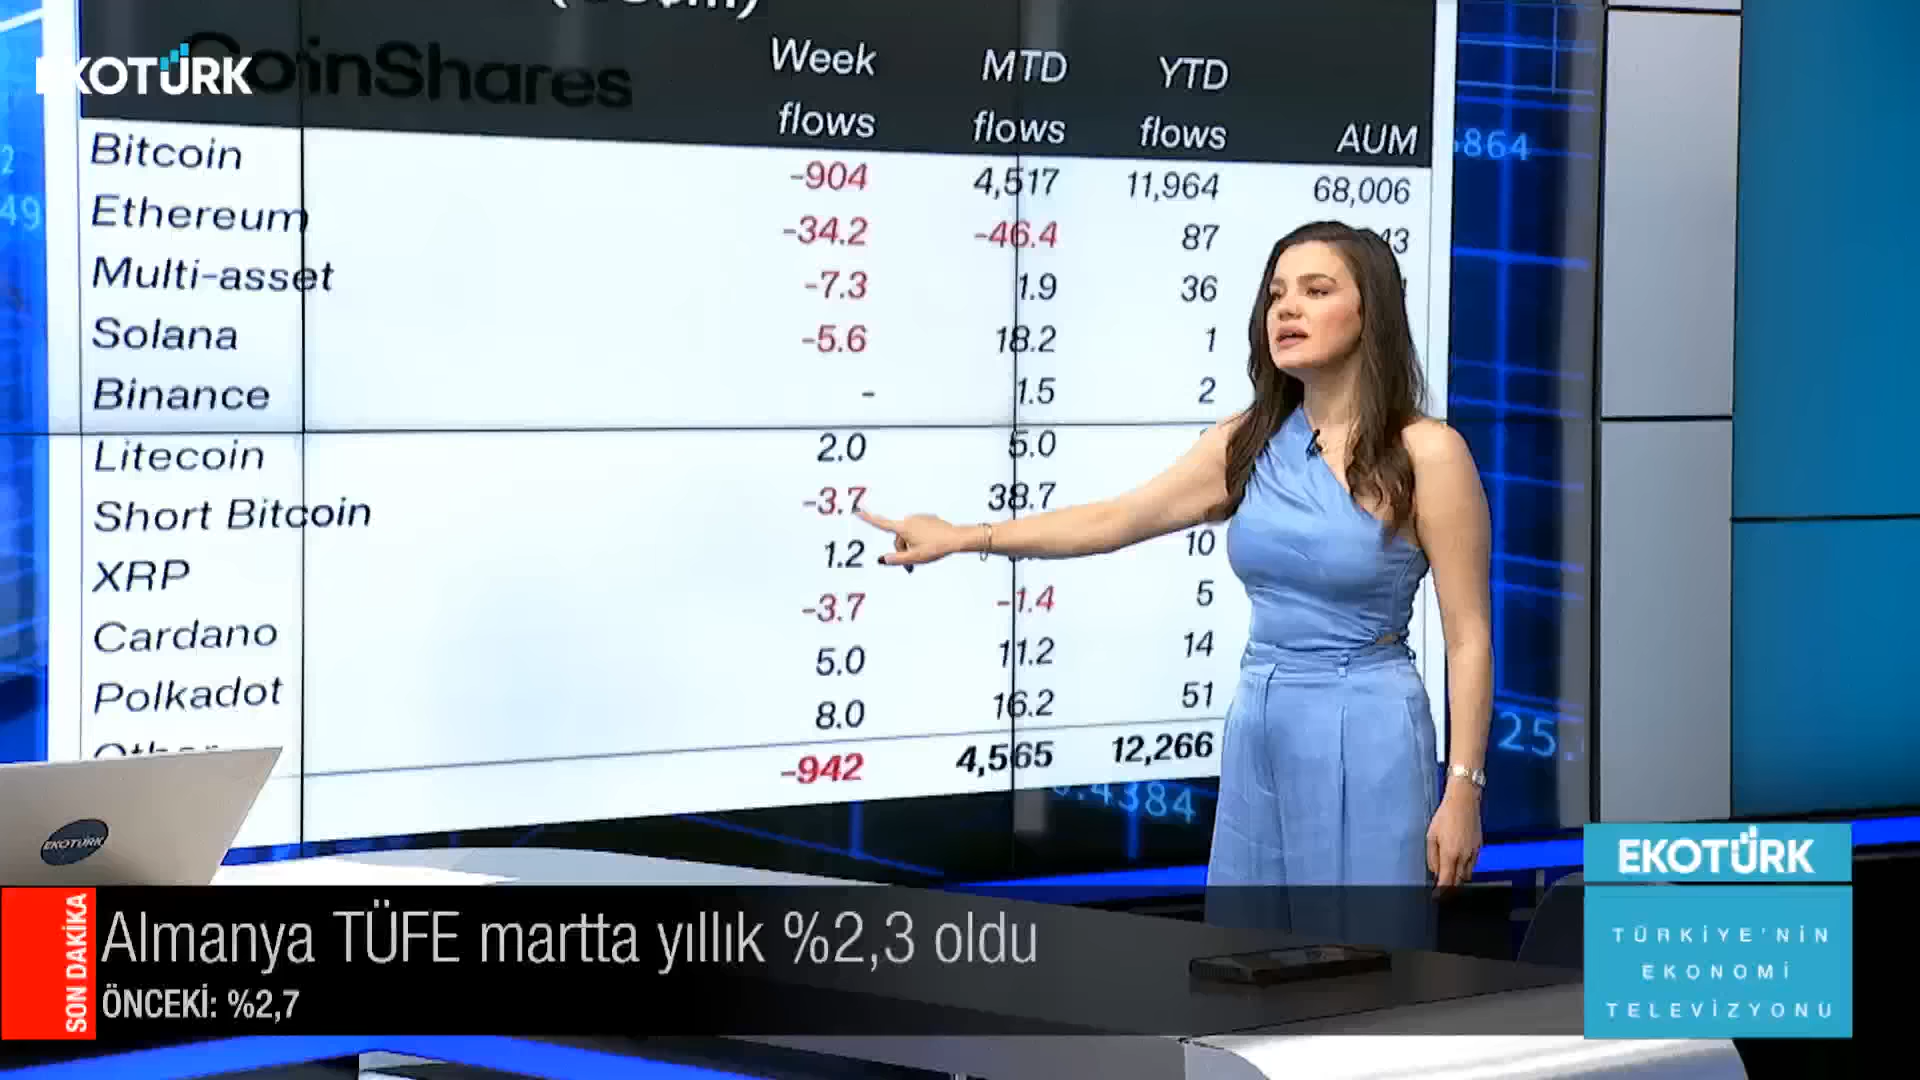 EKOTÜRK
CoinShares
Week flows MTD flows YTD flows AUM
Bitcoin -904 4,517 11,964 68,006
Ethereum -34.2 -46.4 87
Multi-asset -7.3 1.9 36
Solana -5.6 18.2 1
Binance - 1.5 2
Litecoin 2.0 5.0
Short Bitcoin -3.7 38.7
XRP 1.2 10
Cardano -3.7 -1.4 5
Polkadot 5.0 11.2 14
8.0 16.2 51
-942 4,565 12,266
EKOTÜRK
SON DAKİKA
Almanya TÜFE martta yıllık %2,3 oldu
ÖNCEKİ: %2,7
EKOTÜRK
TÜRKİYE'NİN
EKONOMİ
TELEVİZYONU